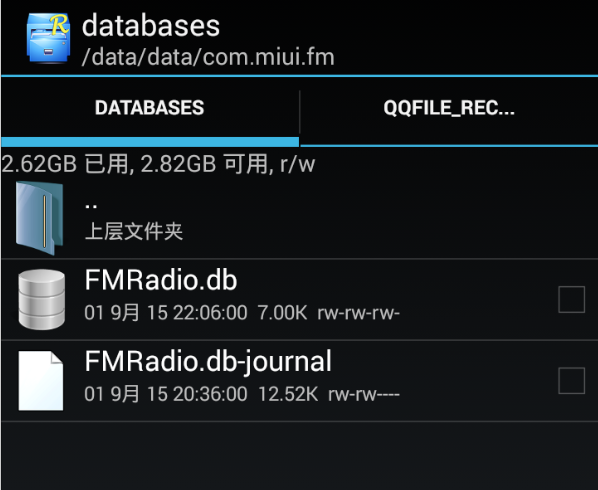 R
databases
/data/data/com.miui.fm
DATABASES
QQFILE_REC...
2.62GB 已用, 2.82GB 可用, r/w
..
上层文件夹
FMRadio.db
01 9月 15 22:06:00 7.00K rw-rw-rw-
FMRadio.db-journal
01 9月 15 20:36:00 12.52K rw-rw----